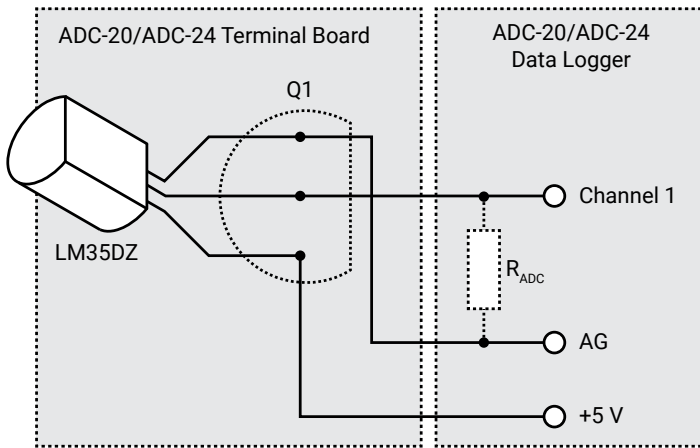 ADC-20/ADC-24 Terminal Board
ADC-20/ADC-24
Data Logger
Q1
LM35DZ
Channel 1
RADC
AG
+5 V